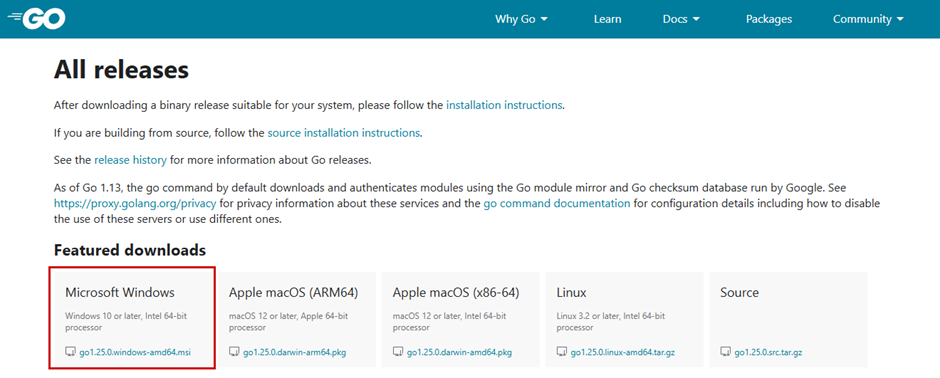 GO
Why Go
Learn
Docs
Packages
Community
All releases
After downloading a binary release suitable for your system, please follow the installation instructions.
If you are building from source, follow the source installation instructions.
See the release history for more information about Go releases.
As of Go 1.13, the go command by default downloads and authenticates modules using the Go module mirror and Go checksum database run by Google. See
https://proxy.golang.org/privacy for privacy information about these services and the go command documentation for configuration details including how to disable
the use of these servers or use different ones.
Featured downloads
Microsoft Windows
Windows 10 or later, Intel 64-bit
processor
go1.25.0.windows-amd64.msi
Apple macOS (ARM64)
macOS 12 or later, Apple 64-bit
processor
go1.25.0.darwin-arm64.pkg
Apple macOS (x86-64)
macOS 12 or later, Intel 64-bit
processor
go1.25.0.darwin-amd64.pkg
Linux
Linux 3.2 or later, Intel 64-bit
processor
go1.25.0.linux-amd64.tar.gz
Source
go1.25.0.src.tar.gz